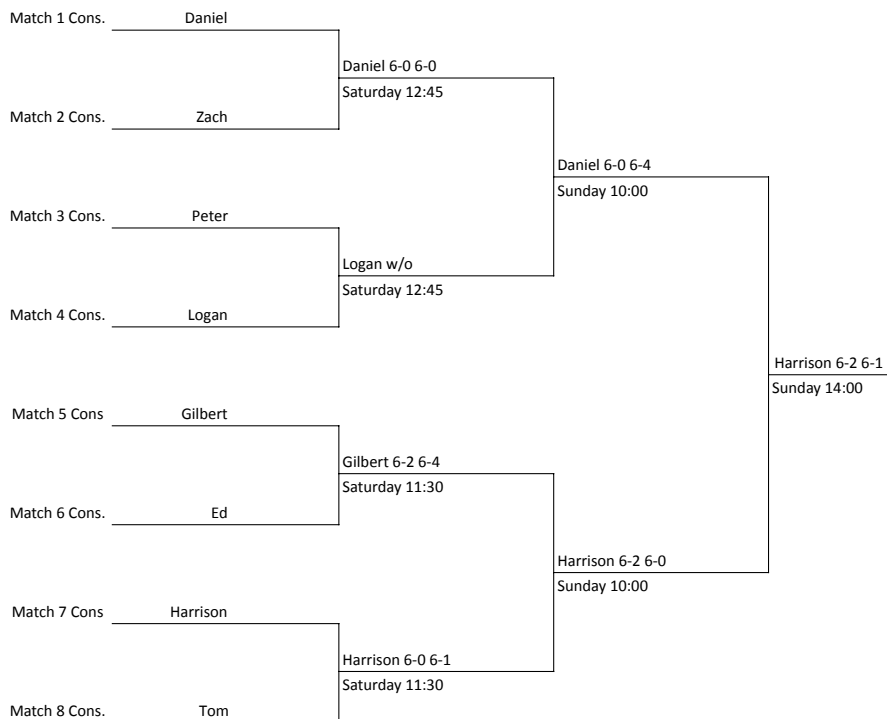 Match 1 Cons. Daniel
Daniel 6-0 6-0
Saturday 12:45
Match 2 Cons. Zach
Daniel 6-0 6-4
Sunday 10:00
Match 3 Cons. Peter
Logan w/o
Saturday 12:45
Match 4 Cons. Logan
Harrison 6-2 6-1
Sunday 14:00
Match 5 Cons Gilbert
Gilbert 6-2 6-4
Saturday 11:30
Match 6 Cons. Ed
Harrison 6-2 6-0
Sunday 10:00
Match 7 Cons Harrison
Harrison 6-0 6-1
Saturday 11:30
Match 8 Cons. Tom